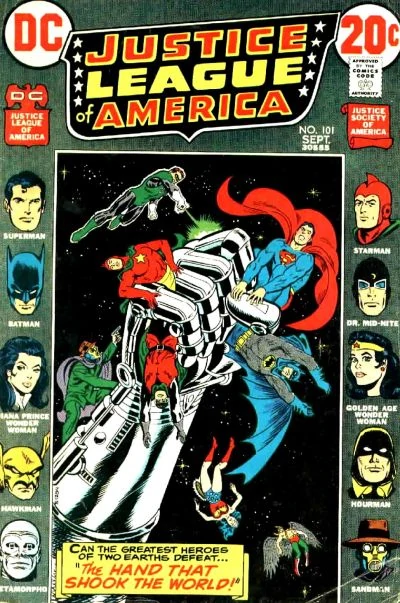 DC
JUSTICE
LEAGUE
of AMERICA
20¢
APPROVED
BY THE
COMICS
CODE
AUTHORITY
DC
JUSTICE
LEAGUE OF
AMERICA
JUSTICE
SOCIETY OF
AMERICA
NO. 101
SEPT.
30555
SUPERMAN
BATMAN
IANA PRINCE
WONDER
WOMAN
HAWKMAN
METAMORPHO
STARMAN
DR. MID-NITE
GOLDEN AGE
WONDER
WOMAN
HOURMAN
SANDMAN
CAN THE GREATEST HEROES
OF TWO EARTHS DEFEAT...
"The HAND THAT
SHOOK THE WORLD!"